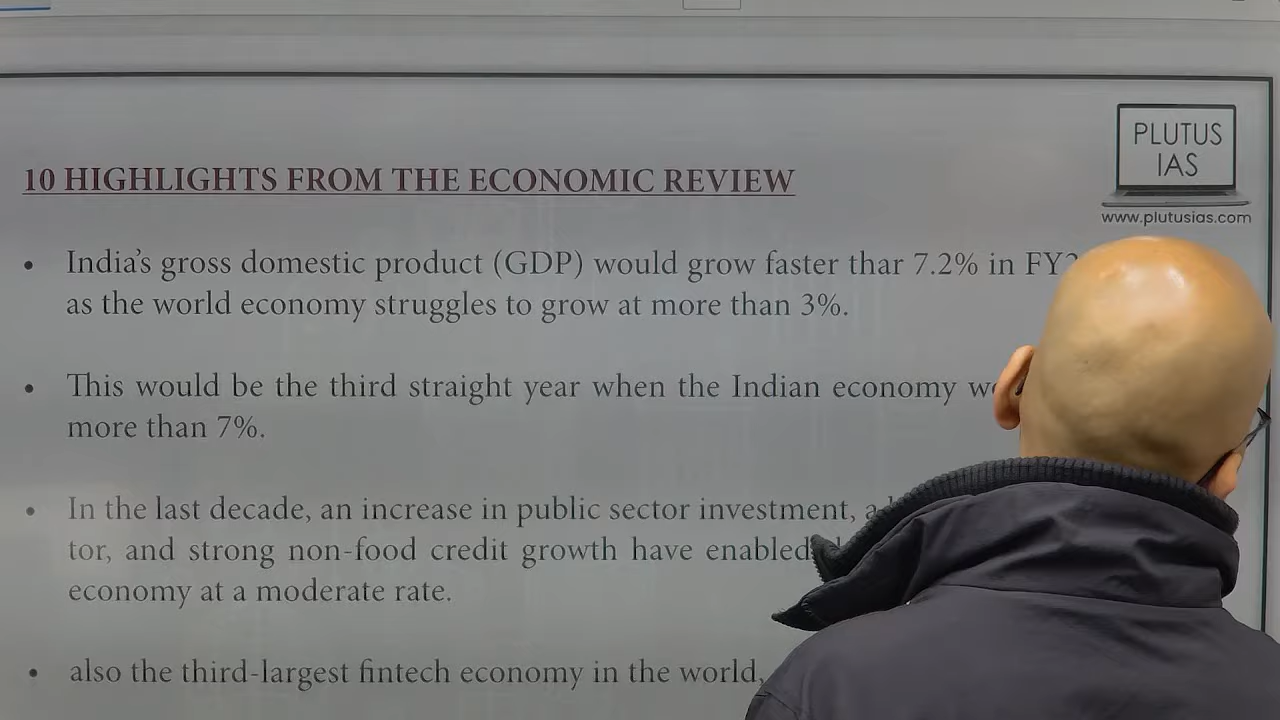 PLUTUS
IAS
www.plutusias.com
10 HIGHLIGHTS FROM THE ECONOMIC REVIEW
• India's gross domestic product (GDP) would grow faster thar 7.2% in
as the world economy struggles to grow at more than 3%.
• This would be the third straight year when the Indian economy
more than 7%.
• In the last decade, an increase in public sector investment,
tor, and strong non-food credit growth have enabled
economy at a moderate rate.
• also the third-largest fintech economy in the world,